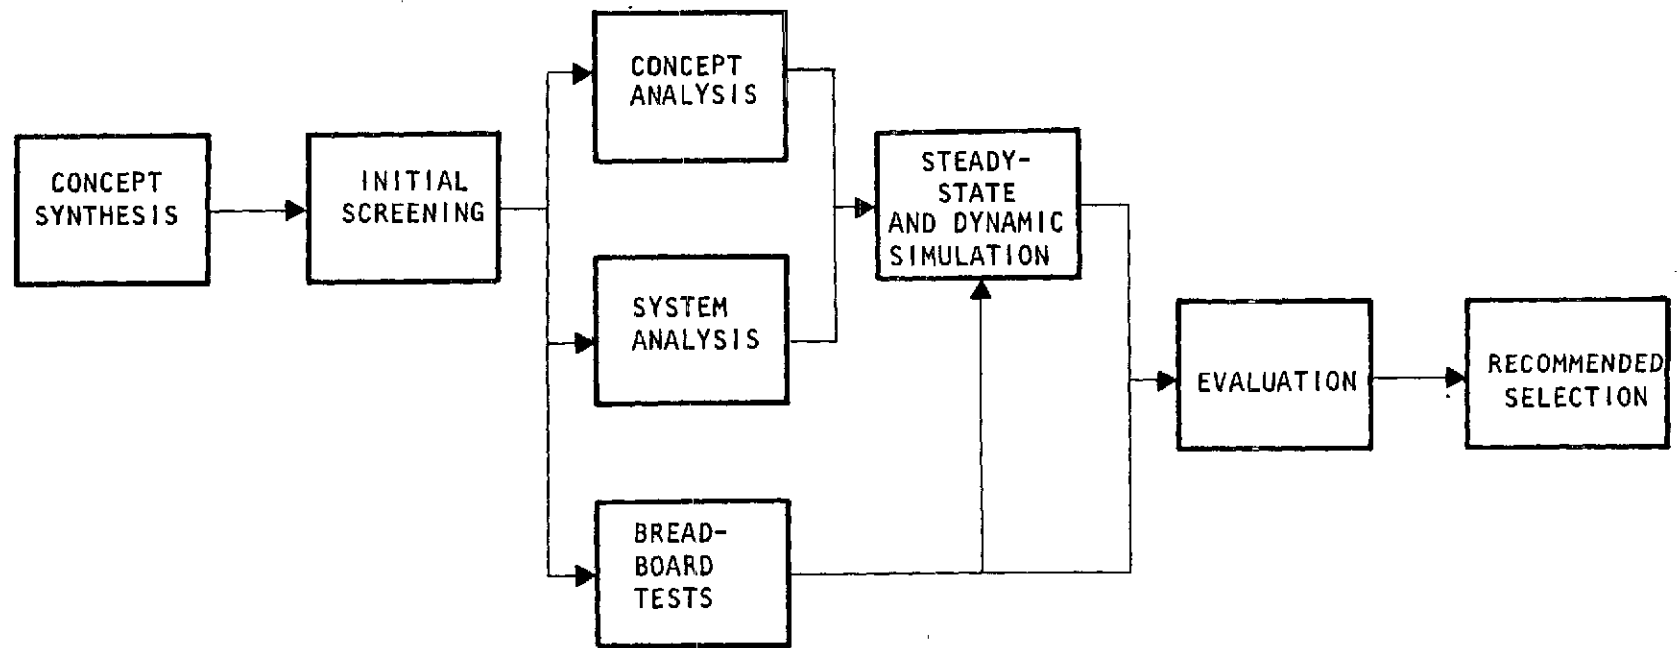 CONCEPT
SYNTHESIS
INITIAL
SCREENING
CONCEPT
ANALYSIS
SYSTEM
ANALYSIS
BREAD-
BOARD
TESTS
STEADY-
STATE
AND DYNAMIC
SIMULATION
EVALUATION
RECOMMENDED
SELECTION